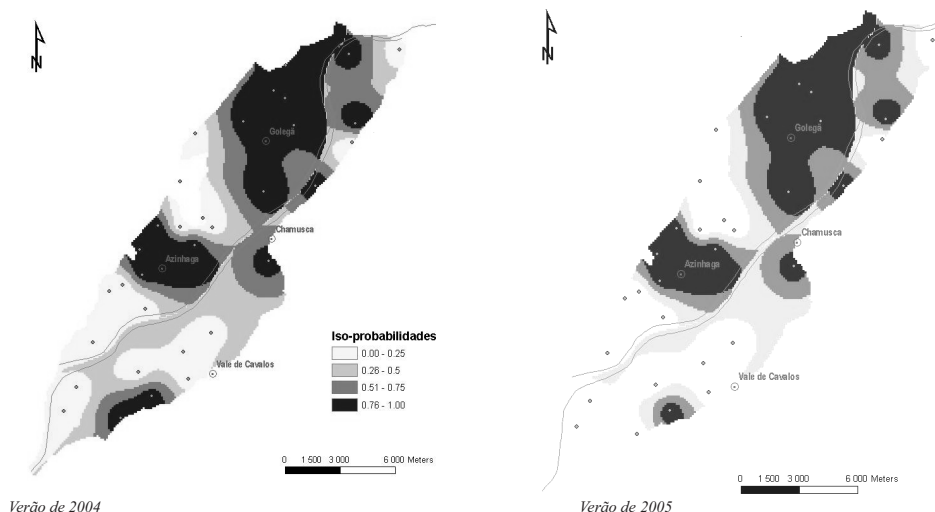 N
Golegã
Chamusca
Azinhaga
Vale de Cavalos
Iso-probabilidades
0.00 - 0.25
0.26 - 0.5
0.51 - 0.75
0.76 - 1.00
0 1 500 3 000 6 000 Meters
Verão de 2004
N
Golegã
Chamusca
Azinhaga
Vale de Cavalos
0 1 500 3 000 6 000 Meters
Verão de 2005